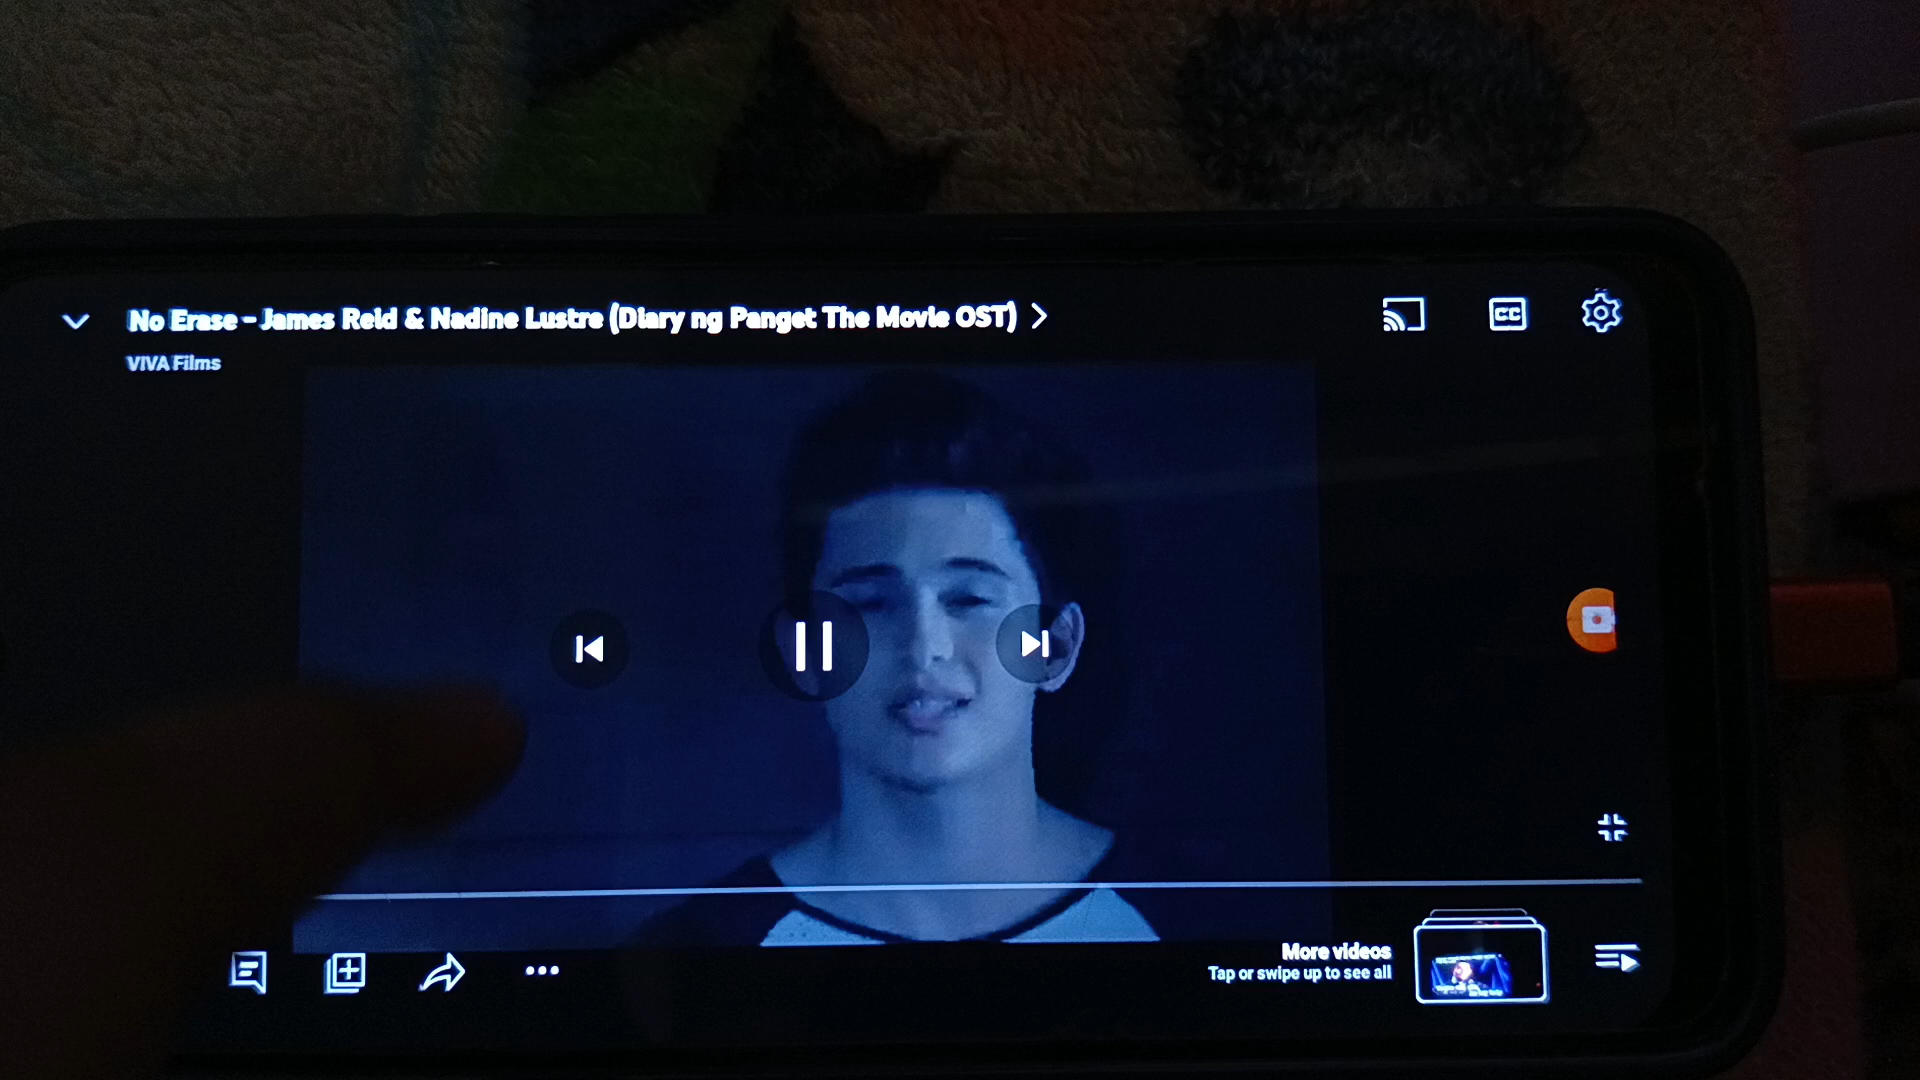 No Erase - James Reid & Nadine Lustre (Diary ng Panget The Movie OST)
VIVA Films
CC
More videos
Tap or swipe up to see all